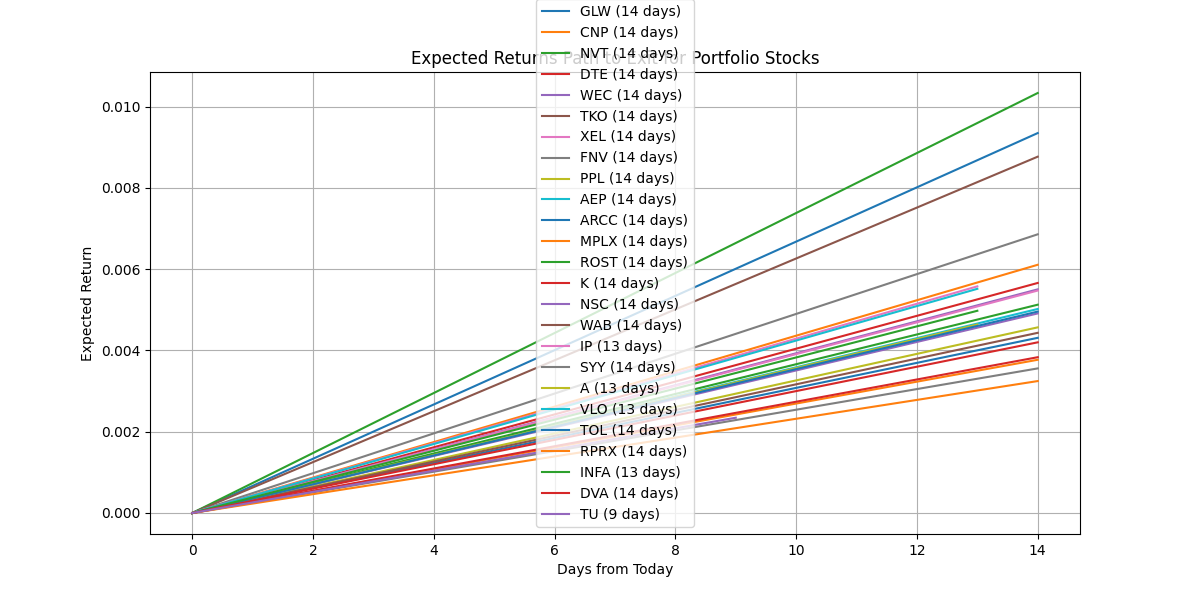 Expected Returns Path to Exit for Portfolio Stocks
GLW (14 days)
CNP (14 days)
NVT (14 days)
DTE (14 days)
WEC (14 days)
TKO (14 days)
XEL (14 days)
FNV (14 days)
PPL (14 days)
AEP (14 days)
ARCC (14 days)
MPLX (14 days)
ROST (14 days)
K (14 days)
NSC (14 days)
WAB (14 days)
IP (13 days)
SYY (14 days)
A (13 days)
VLO (13 days)
TOL (14 days)
RPRX (14 days)
INFA (13 days)
DVA (14 days)
TU (9 days)
Expected Return
0.010
0.008
0.006
0.004
0.002
0.000
0 2 4 6 8 10 12 14
Days from Today